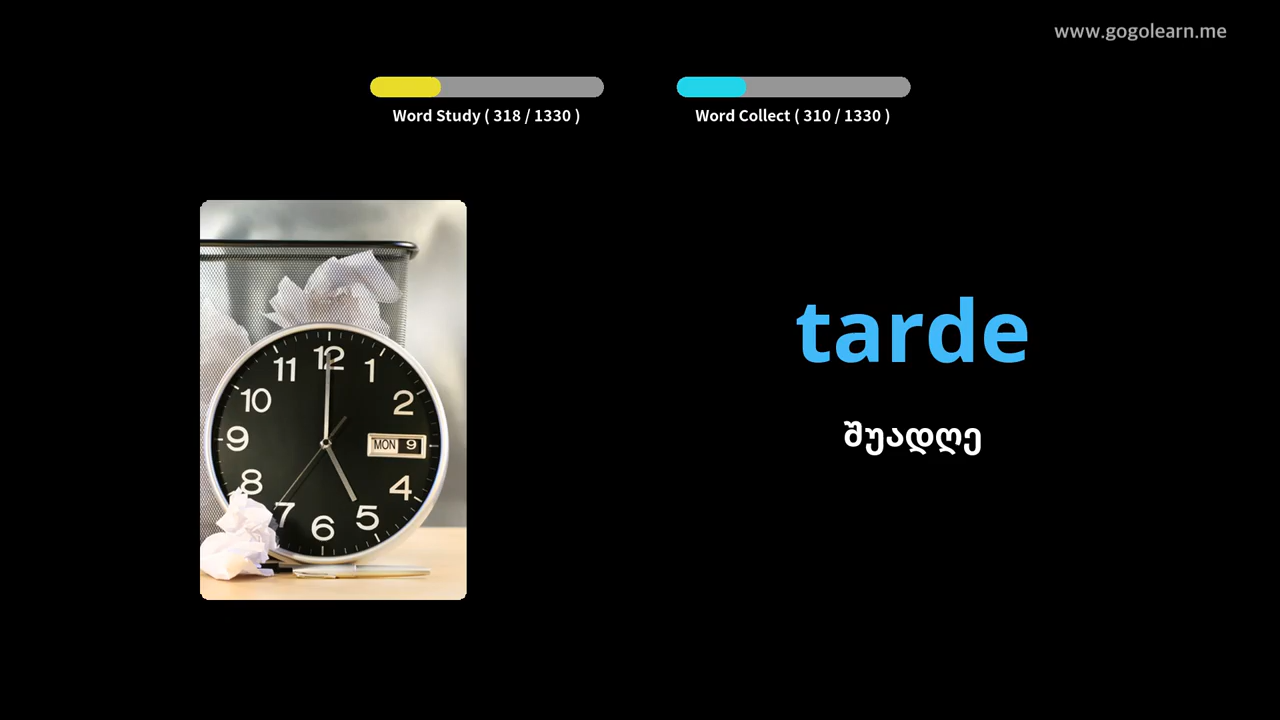 www.gogolearn.me
Word Study ( 318 / 1330 )
Word Collect ( 310 / 1330 )
12
11
1
10
2
9
MON 9
8
4
7
5
6
tarde
შუადღე